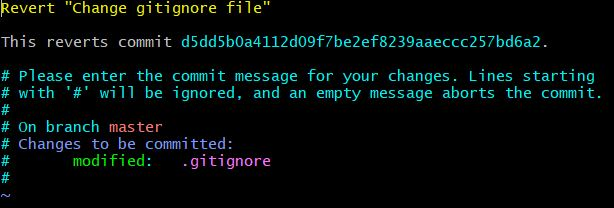 Revert "Change gitignore file"
This reverts commit d5dd5b0a4112d09f7be2ef8239aaeccc257bd6a2.
# Please enter the commit message for your changes. Lines starting
# with '#' will be ignored, and an empty message aborts the commit.
#
# On branch master
# Changes to be committed:
#       modified:   .gitignore
#
~